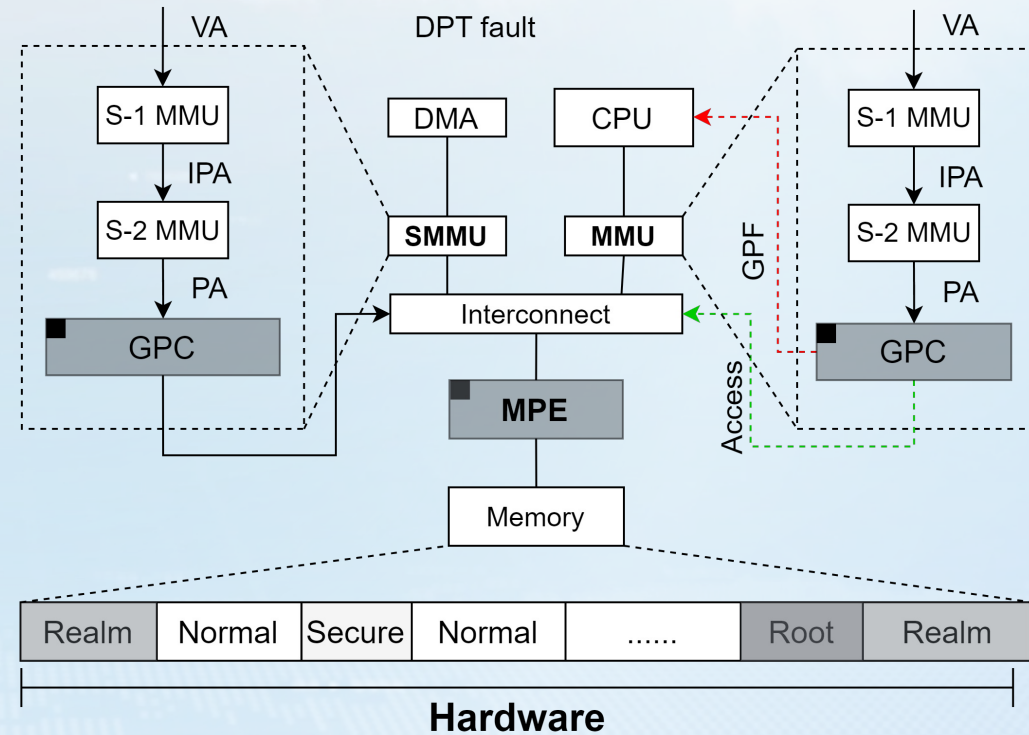 VA
DPT fault
VA
S-1 MMU
DMA
CPU
S-1 MMU
IPA
IPA
S-2 MMU
SMMU
MMU
S-2 MMU
GPF
PA
PA
Interconnect
GPC
GPC
Access
MPE
Memory
Realm
Normal
Secure
Normal
......
Root
Realm
Hardware